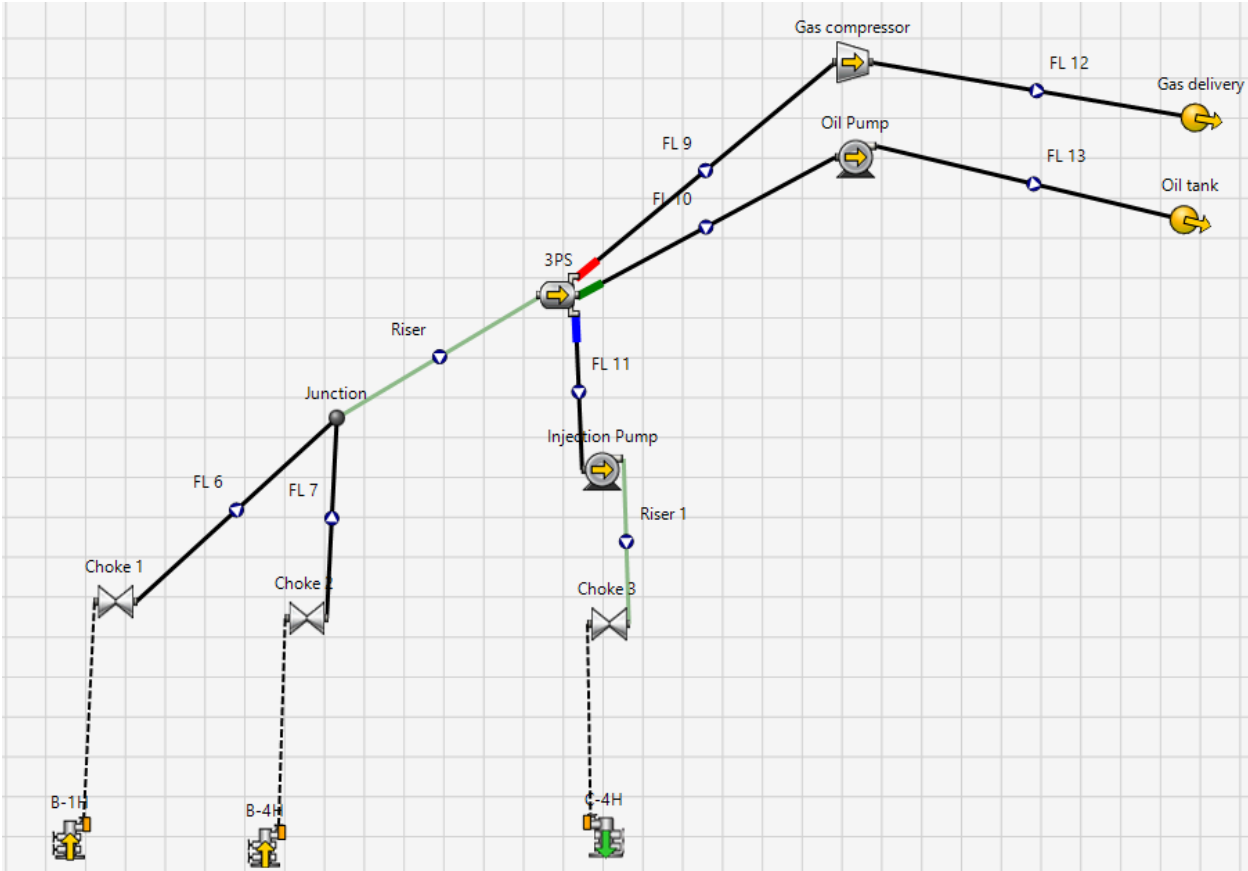 Gas compressor
FL 12
Gas delivery
Oil Pump
FL 9
FL 13
Oil tank
FL 10
3PS
Riser
FL 11
Junction
Injection Pump
FL 6
FL 7
Riser 1
Choke 1
Choke 2
Choke 3
B-1H
B-4H
C-4H